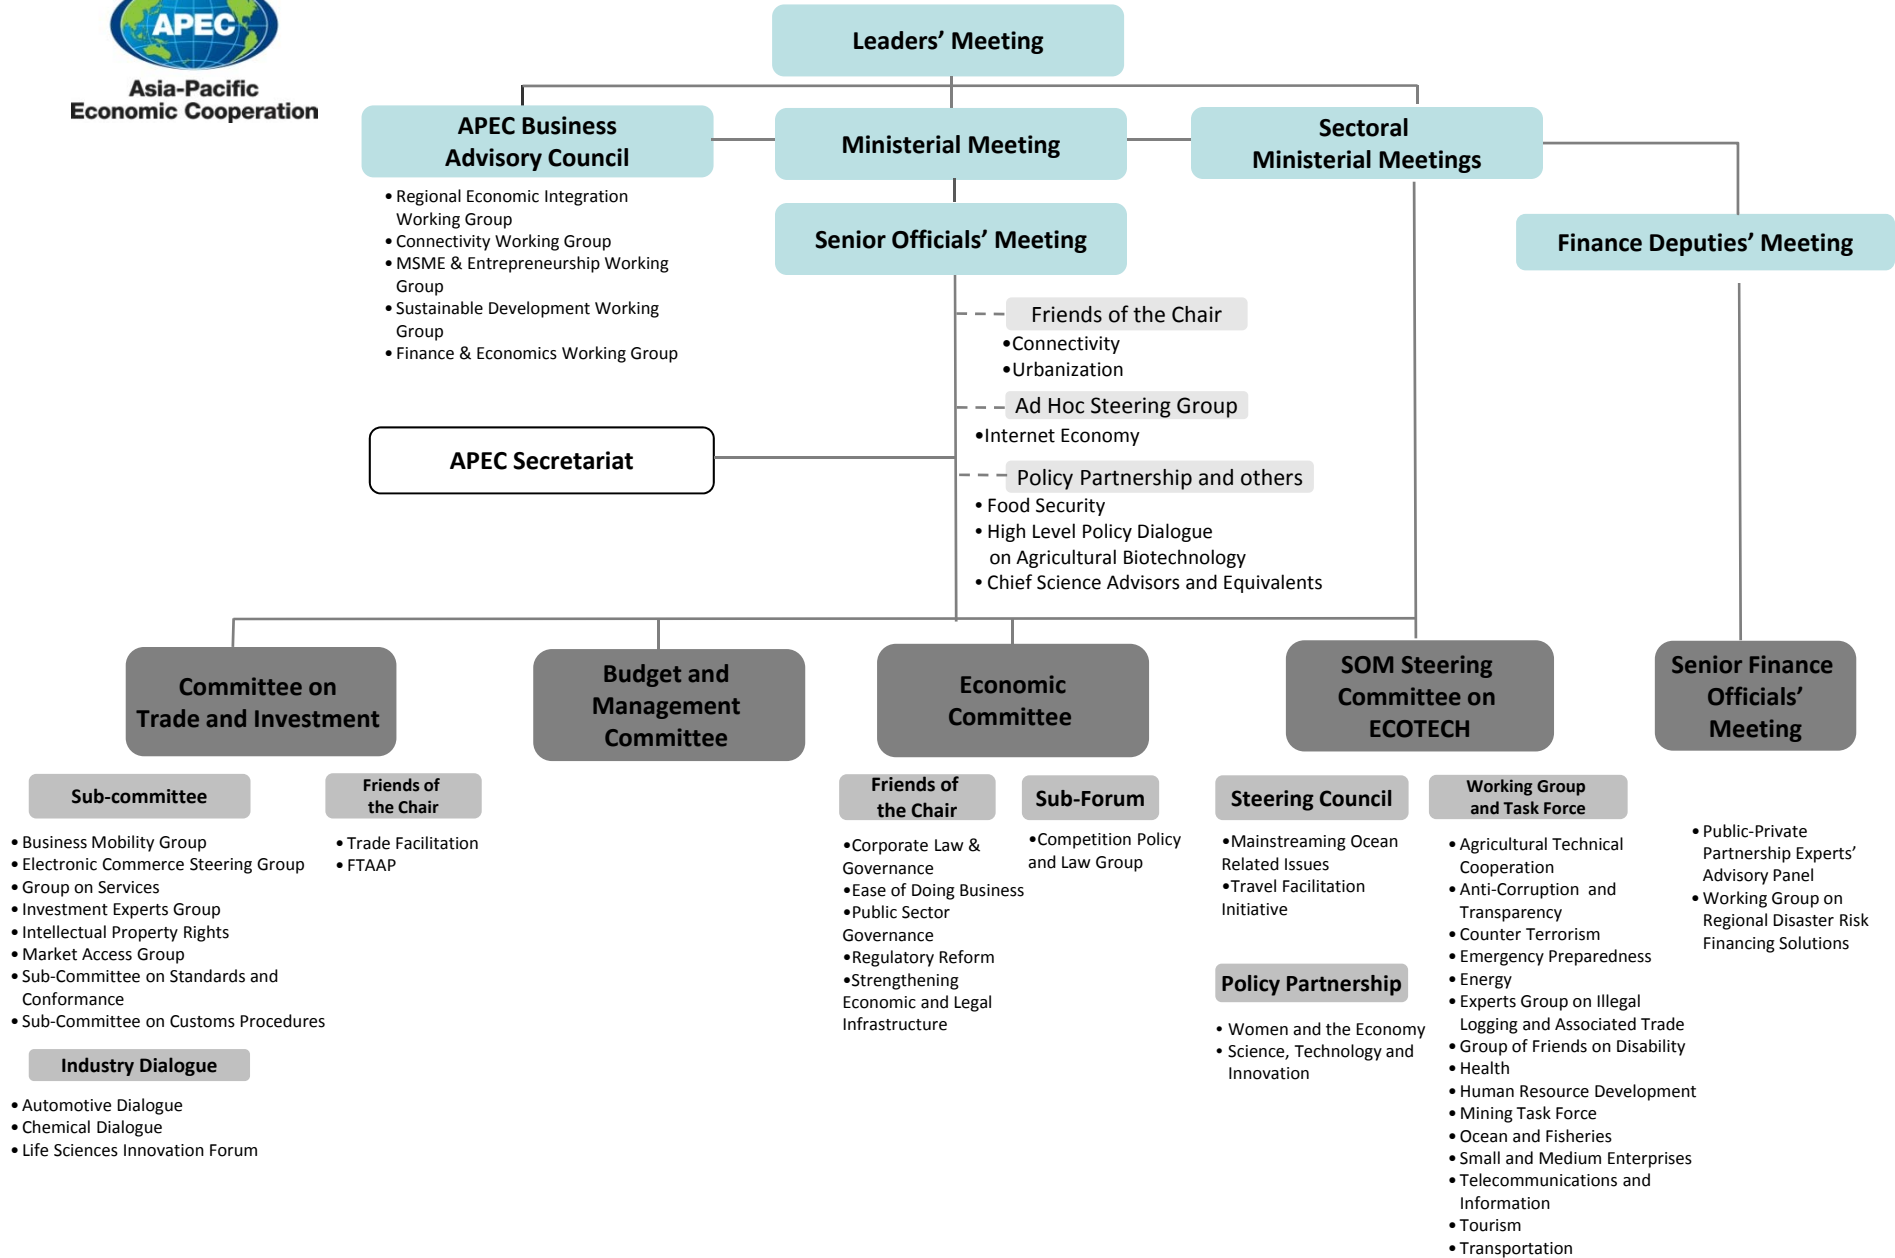 APEC
Asia-Pacific
Economic Cooperation
Leaders’ Meeting
APEC Business
Advisory Council
• Regional Economic Integration
Working Group
• Connectivity Working Group
• MSME & Entrepreneurship Working
Group
• Sustainable Development Working
Group
• Finance & Economics Working Group
Ministerial Meeting
Sectoral
Ministerial Meetings
Senior Officials’ Meeting
Finance Deputies’ Meeting
Friends of the Chair
•Connectivity
•Urbanization
Ad Hoc Steering Group
•Internet Economy
APEC Secretariat
Policy Partnership and others
• Food Security
• High Level Policy Dialogue
on Agricultural Biotechnology
• Chief Science Advisors and Equivalents
Committee on
Trade and Investment
Budget and
Management
Committee
Economic
Committee
SOM Steering
Committee on
ECOTECH
Senior Finance
Officials’
Meeting
Sub-committee
• Business Mobility Group
• Electronic Commerce Steering Group
• Group on Services
• Investment Experts Group
• Intellectual Property Rights
• Market Access Group
• Sub-Committee on Standards and
Conformance
• Sub-Committee on Customs Procedures
Industry Dialogue
• Automotive Dialogue
• Chemical Dialogue
• Life Sciences Innovation Forum
Friends of
the Chair
• Trade Facilitation
• FTAAP
Friends of
the Chair
•Corporate Law &
Governance
•Ease of Doing Business
•Public Sector
Governance
•Regulatory Reform
•Strengthening
Economic and Legal
Infrastructure
Sub-Forum
•Competition Policy
and Law Group
Steering Council
•Mainstreaming Ocean
Related Issues
•Travel Facilitation
Initiative
Policy Partnership
• Women and the Economy
• Science, Technology and
Innovation
Working Group
and Task Force
• Agricultural Technical
Cooperation
• Anti-Corruption and
Transparency
• Counter Terrorism
• Emergency Preparedness
• Energy
• Experts Group on Illegal
Logging and Associated Trade
• Group of Friends on Disability
• Health
• Human Resource Development
• Mining Task Force
• Ocean and Fisheries
• Small and Medium Enterprises
• Telecommunications and
Information
• Tourism
• Transportation
• Public-Private
Partnership Experts’
Advisory Panel
• Working Group on
Regional Disaster Risk
Financing Solutions